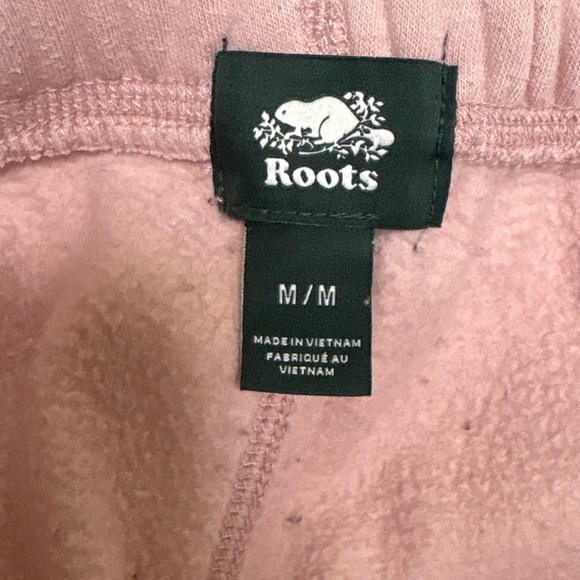 Roots
M/M
MADE IN VIETNAM
FABRIQUÉ AU
VIETNAM